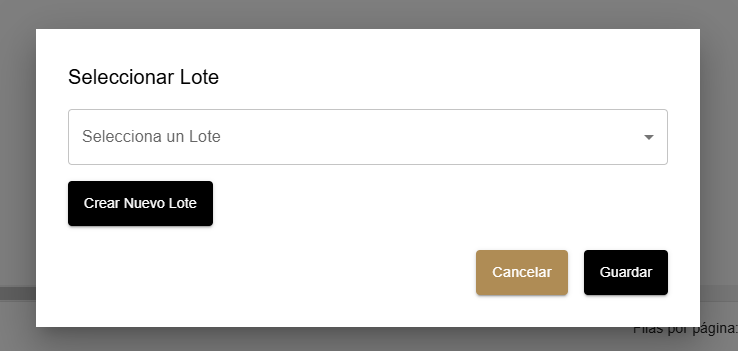 Seleccionar Lote
Selecciona un Lote
Crear Nuevo Lote
Cancelar
Guardar
Filas por página: